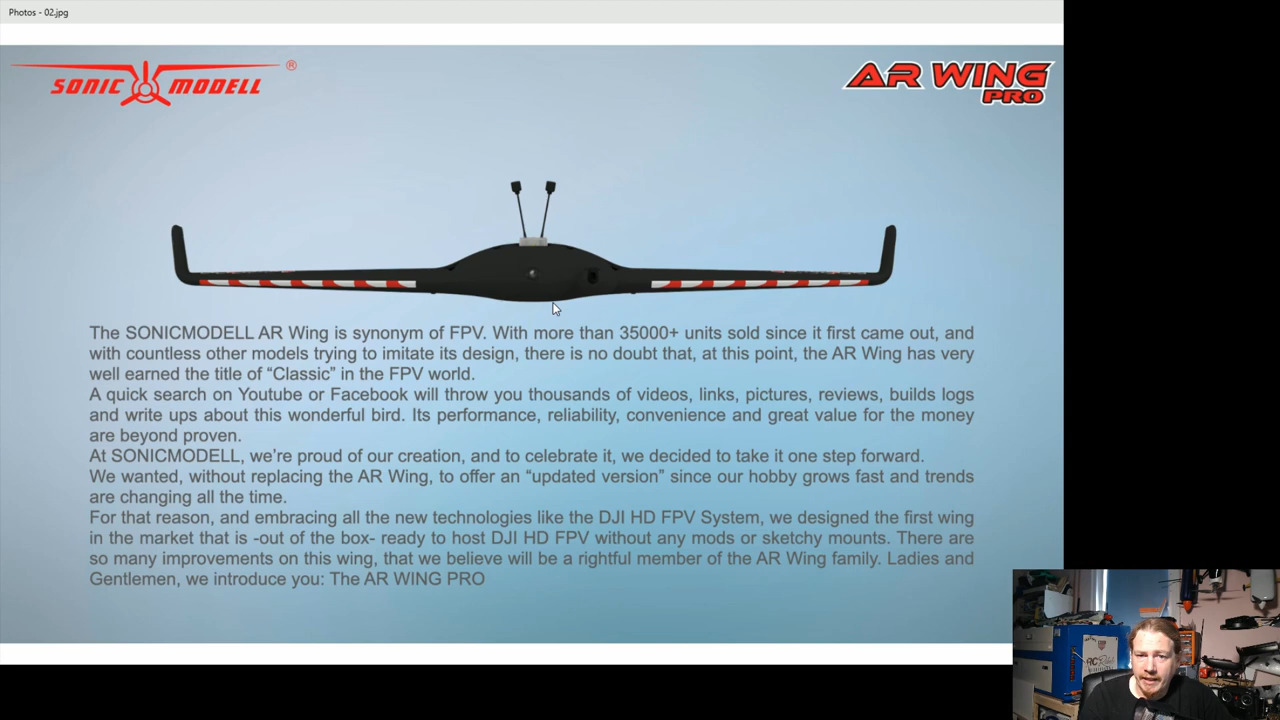 Photos - 02.jpg
SONIC MODELL ®
AR WING
PRO
The SONICMODELL AR Wing is synonym of FPV. With more than 35000+ units sold since it first came out, and
with countless other models trying to imitate its design, there is no doubt that, at this point, the AR Wing has very
well earned the title of “Classic” in the FPV world.
A quick search on Youtube or Facebook will throw you thousands of videos, links, pictures, reviews, builds logs
and write ups about this wonderful bird. Its performance, reliability, convenience and great value for the money
are beyond proven.
At SONICMODELL, we’re proud of our creation, and to celebrate it, we decided to take it one step forward.
We wanted, without replacing the AR Wing, to offer an “updated version” since our hobby grows fast and trends
are changing all the time.
For that reason, and embracing all the new technologies like the DJI HD FPV System, we designed the first wing
in the market that is -out of the box- ready to host DJI HD FPV without any mods or sketchy mounts. There are
so many improvements on this wing, that we believe will be a rightful member of the AR Wing family. Ladies and
Gentlemen, we introduce you: The AR WING PRO